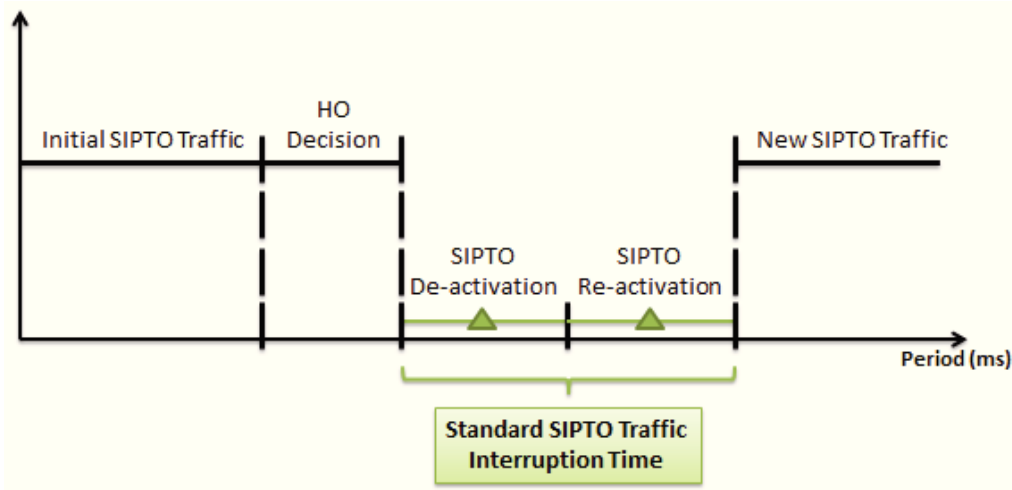 Initial SIPTO Traffic
HO
Decision
New SIPTO Traffic
SIPTO
De-activation
SIPTO
Re-activation
Period (ms)
Standard SIPTO Traffic
Interruption Time